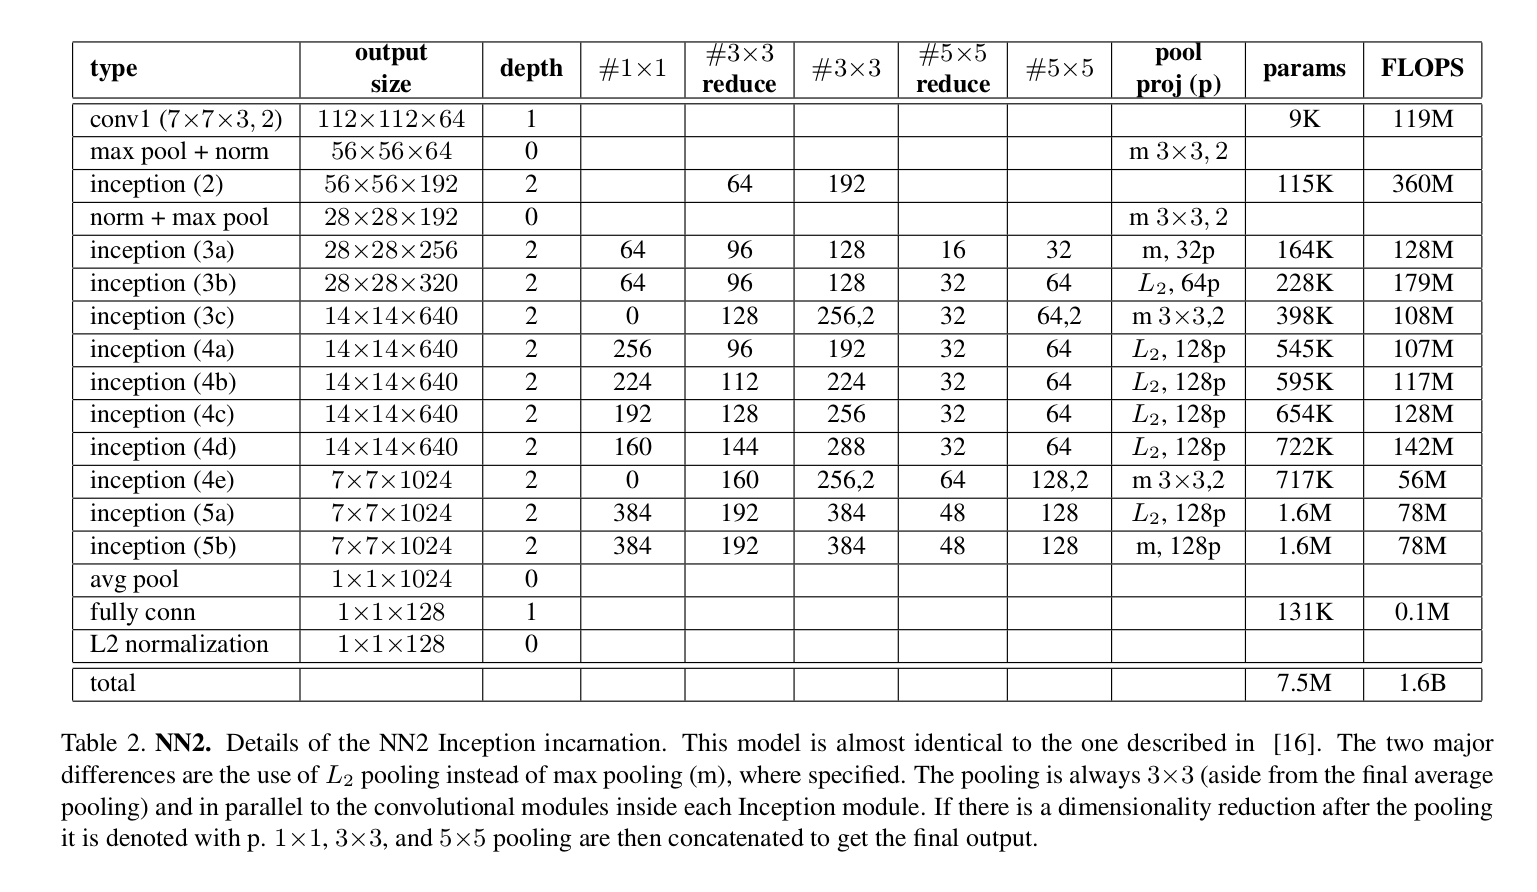 type output size depth #1×1 #3×3 reduce #3×3 #5×5 reduce #5×5 pool proj (p) params FLOPS
conv1 (7×7×3, 2) 112×112×64 1 9K 119M
max pool + norm 56×56×64 0 m 3×3, 2
inception (2) 56×56×192 2 64 192 115K 360M
norm + max pool 28×28×192 0 m 3×3, 2
inception (3a) 28×28×256 2 64 96 128 16 32 m, 32p 164K 128M
inception (3b) 28×28×320 2 64 96 128 32 64 L₂, 64p 228K 179M
inception (3c) 14×14×640 2 0 128 256,2 32 64,2 m 3×3,2 398K 108M
inception (4a) 14×14×640 2 256 96 192 32 64 L₂, 128p 545K 107M
inception (4b) 14×14×640 2 224 112 224 32 64 L₂, 128p 595K 117M
inception (4c) 14×14×640 2 192 128 256 32 64 L₂, 128p 654K 128M
inception (4d) 14×14×640 2 160 144 288 32 64 L₂, 128p 722K 142M
inception (4e) 7×7×1024 2 0 160 256,2 64 128,2 m 3×3,2 717K 56M
inception (5a) 7×7×1024 2 384 192 384 48 128 L₂, 128p 1.6M 78M
inception (5b) 7×7×1024 2 384 192 384 48 128 m, 128p 1.6M 78M
avg pool 1×1×1024 0
fully conn 1×1×128 1 131K 0.1M
L2 normalization 1×1×128 0
total 7.5M 1.6B
Table 2. NN2. Details of the NN2 Inception incarnation. This model is almost identical to the one described in [16]. The two major
differences are the use of L₂ pooling instead of max pooling (m), where specified. The pooling is always 3×3 (aside from the final average
pooling) and in parallel to the convolutional modules inside each Inception module. If there is a dimensionality reduction after the pooling
it is denoted with p. 1×1, 3×3, and 5×5 pooling are then concatenated to get the final output.